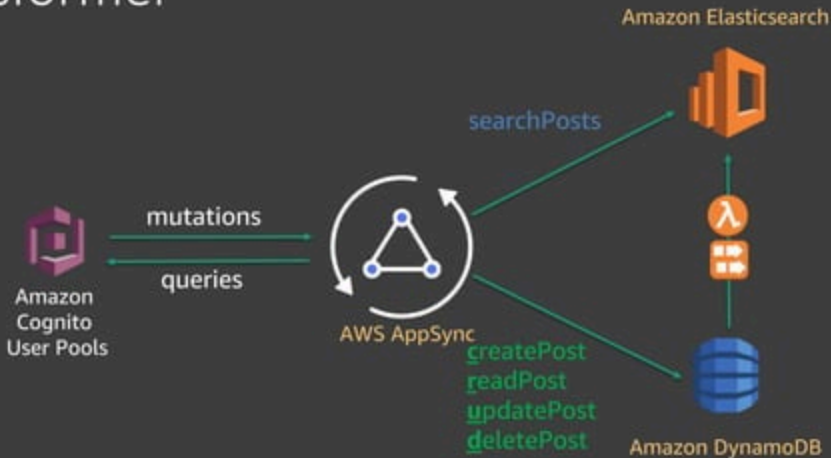 Amazon Elasticsearch
searchPosts
mutations
queries
Amazon
Cognito
User Pools
AWS AppSync
createPost
readPost
updatePost
deletePost
λ
Amazon DynamoDB